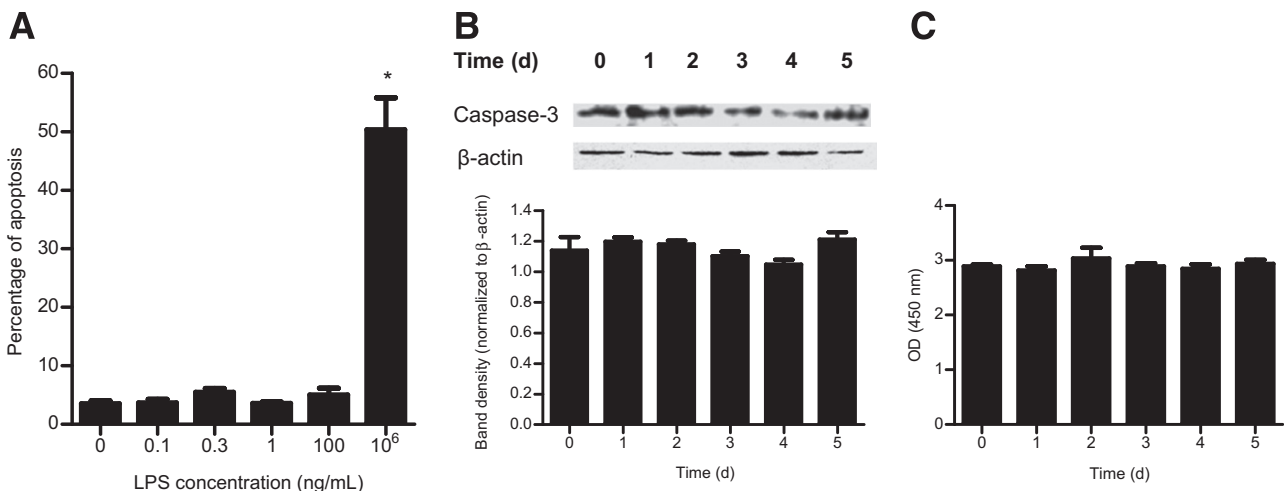 A
Percentage of apoptosis
60
50
40
30
20
10
0
*
0 0.1 0.3 1 100 10⁶
LPS concentration (ng/mL)
B
Time (d) 0 1 2 3 4 5
Caspase-3
β-actin
Band density (normalized to β -actin)
1.4
1.2
1.0
0.8
0.6
0.4
0.2
0.0
0 1 2 3 4 5
Time (d)
C
OD (450 nm)
4
3
2
1
0
0 1 2 3 4 5
Time (d)